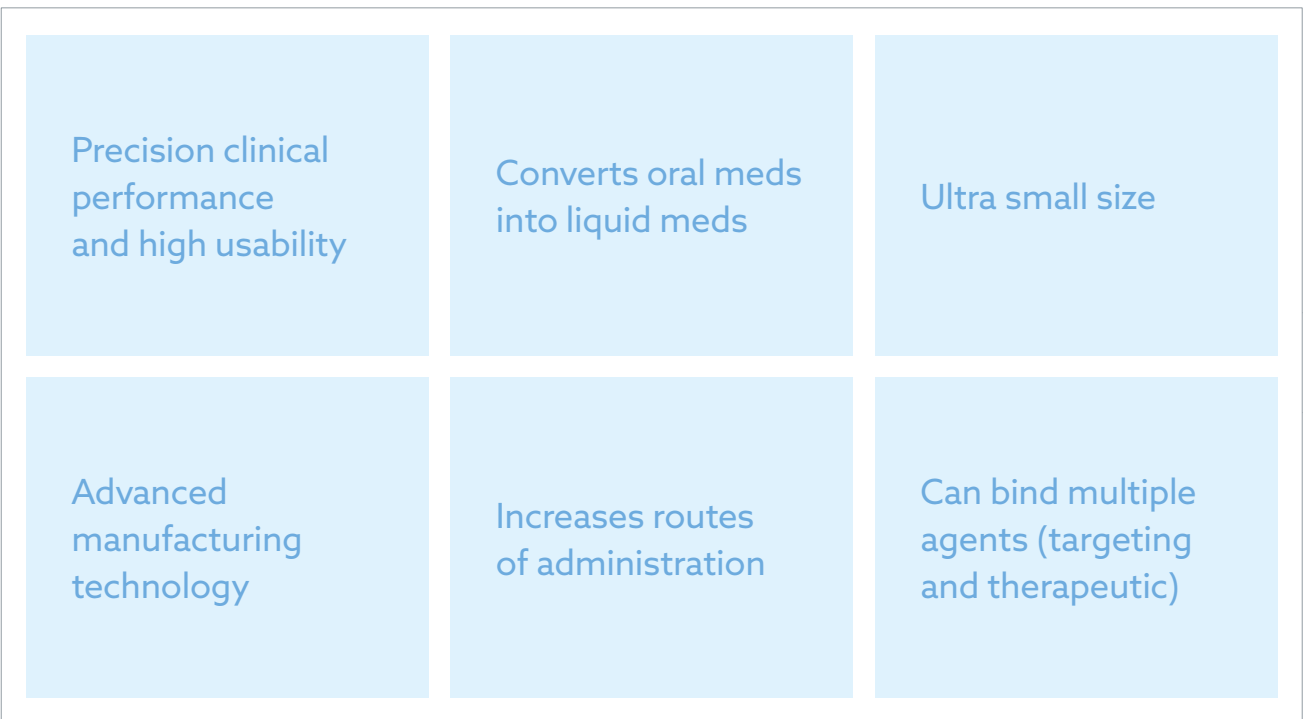 Precision clinical
performance
and high usability
Converts oral meds
into liquid meds
Ultra small size
Advanced
manufacturing
technology
Increases routes
of administration
Can bind multiple
agents (targeting
and therapeutic)